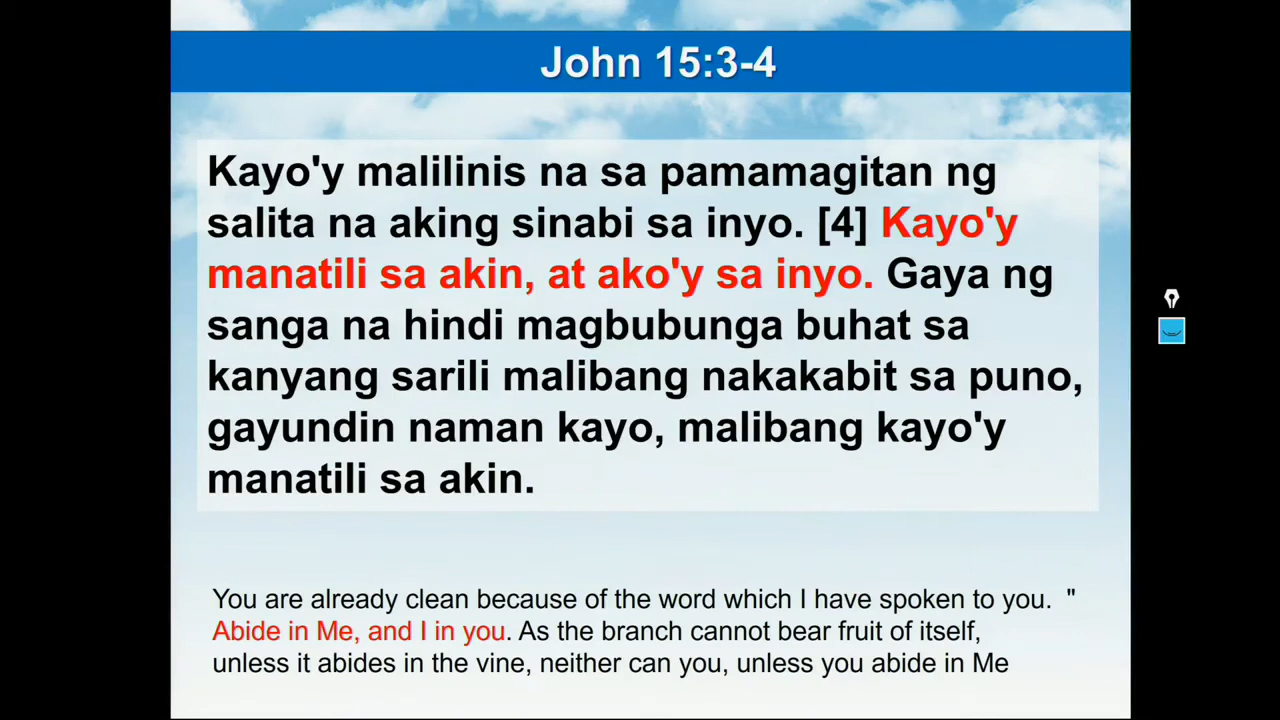 John 15:3-4
Kayo'y malilinis na sa pamamagitan ng
salita na aking sinabi sa inyo. [4] Kayo'y
manatili sa akin, at ako'y sa inyo. Gaya ng
sanga na hindi magbubunga buhat sa
kanyang sarili malibang nakakabit sa puno,
gayundin naman kayo, malibang kayo'y
manatili sa akin.
You are already clean because of the word which I have spoken to you. "
Abide in Me, and I in you. As the branch cannot bear fruit of itself,
unless it abides in the vine, neither can you, unless you abide in Me